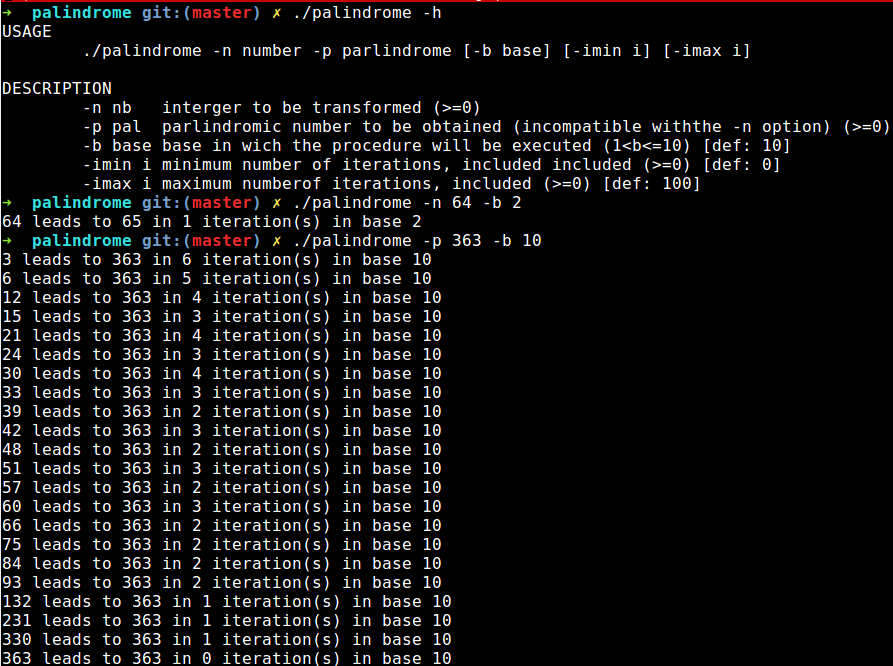 → palindrome git:(master) ✗ ./palindrome -h
USAGE
./palindrome -n number -p parlindrome [-b base] [-imin i] [-imax i]
DESCRIPTION
-n nb interger to be transformed (>=0)
-p pal parlindromic number to be obtained (incompatible withthe -n option) (>=0)
-b base base in wich the procedure will be executed (1<b<=10) [def: 10]
-imin i minimum number of iterations, included included (>=0) [def: 0]
-imax i maximum numberof iterations, included (>=0) [def: 100]
→ palindrome git:(master) ✗ ./palindrome -n 64 -b 2
64 leads to 65 in 1 iteration(s) in base 2
→ palindrome git:(master) ✗ ./palindrome -p 363 -b 10
3 leads to 363 in 6 iteration(s) in base 10
6 leads to 363 in 5 iteration(s) in base 10
12 leads to 363 in 4 iteration(s) in base 10
15 leads to 363 in 3 iteration(s) in base 10
21 leads to 363 in 4 iteration(s) in base 10
24 leads to 363 in 3 iteration(s) in base 10
30 leads to 363 in 4 iteration(s) in base 10
33 leads to 363 in 3 iteration(s) in base 10
39 leads to 363 in 2 iteration(s) in base 10
42 leads to 363 in 3 iteration(s) in base 10
48 leads to 363 in 2 iteration(s) in base 10
51 leads to 363 in 3 iteration(s) in base 10
57 leads to 363 in 2 iteration(s) in base 10
60 leads to 363 in 3 iteration(s) in base 10
66 leads to 363 in 2 iteration(s) in base 10
75 leads to 363 in 2 iteration(s) in base 10
84 leads to 363 in 2 iteration(s) in base 10
93 leads to 363 in 2 iteration(s) in base 10
132 leads to 363 in 1 iteration(s) in base 10
231 leads to 363 in 1 iteration(s) in base 10
330 leads to 363 in 1 iteration(s) in base 10
363 leads to 363 in 0 iteration(s) in base 10